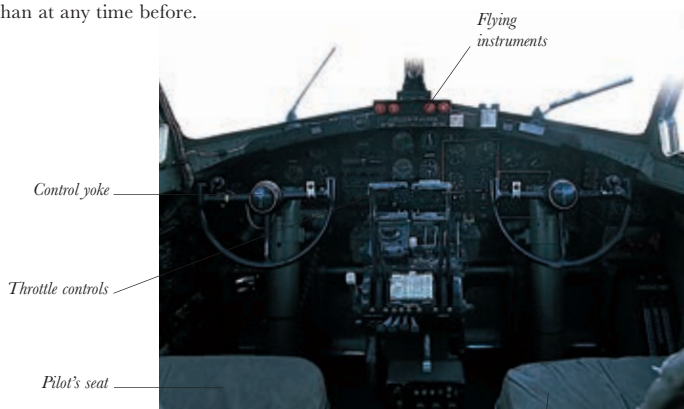 han at any time before.
Flying
instruments
Control yoke
Throttle controls
Pilot's seat